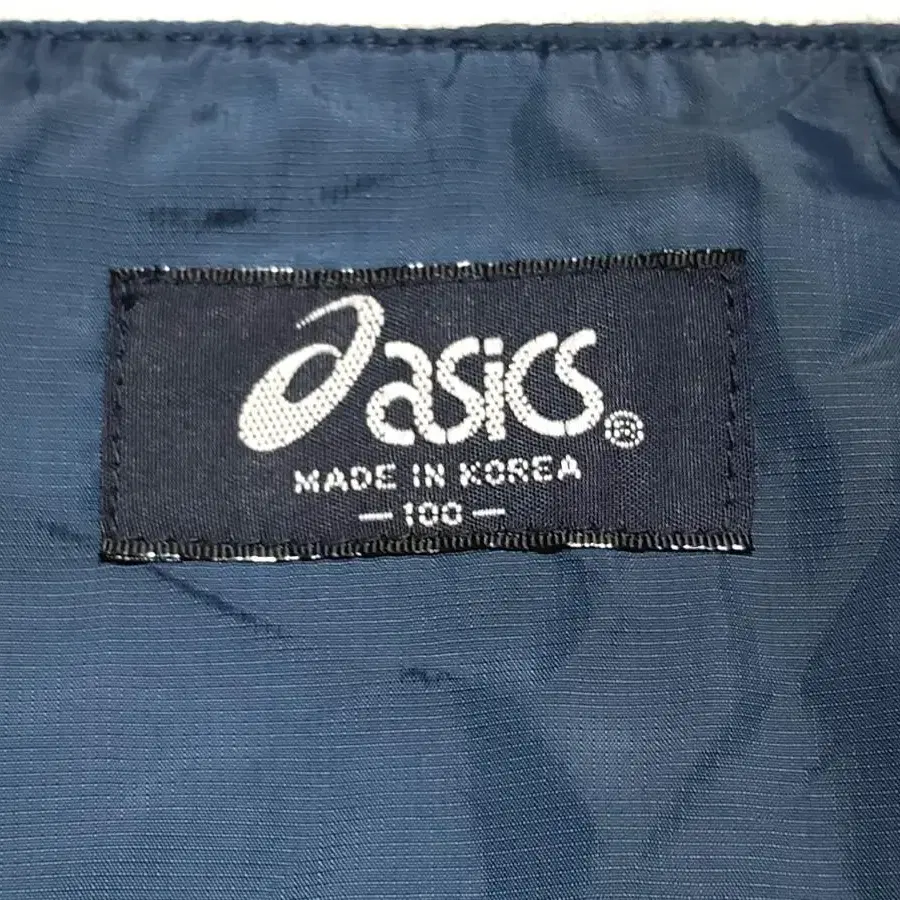 asics®
MADE IN KOREA
— 100 —